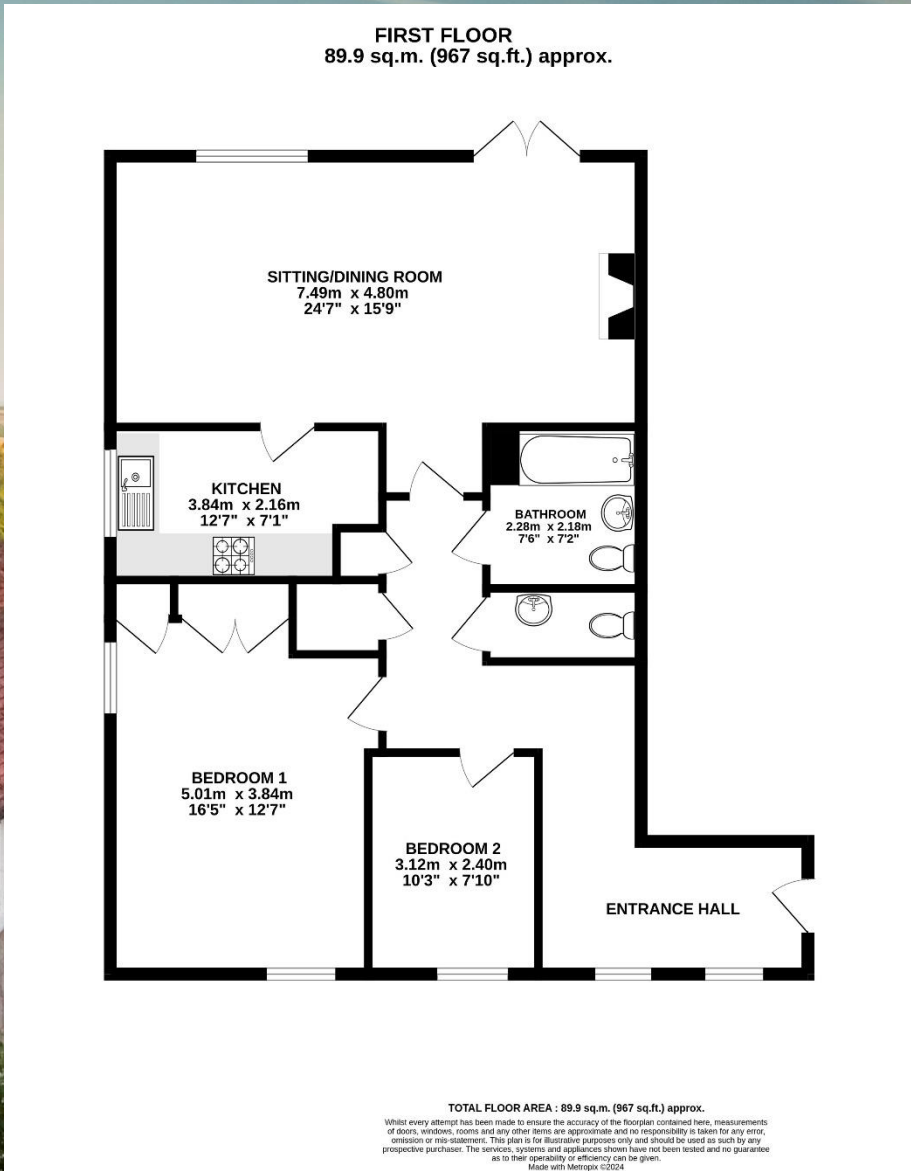 FIRST FLOOR
89.9 sq.m. (967 sq.ft.) approx.
SITTING/DINING ROOM
7.49m x 4.80m
24'7" x 15'9"
KITCHEN
3.84m x 2.16m
12'7" x 7'1"
BATHROOM
2.28m x 2.18m
7'6" x 7'2"
BEDROOM 1
5.01m x 3.84m
16'5" x 12'7"
BEDROOM 2
3.12m x 2.40m
10'3" x 7'10"
ENTRANCE HALL
TOTAL FLOOR AREA : 89.9 sq.m. (967 sq.ft.) approx.
Whilst every attempt has been made to ensure the accuracy of the floorplan contained here, measurements
of doors, windows, rooms and any other items are approximate and no responsibility is taken for any error,
omission or mis-statement. This plan is for illustrative purposes only and should be used as such by any
prospective purchaser. The services, systems and appliances shown have not been tested and no guarantee
as to their operability or efficiency can be given.
Made with Metropix ©2024